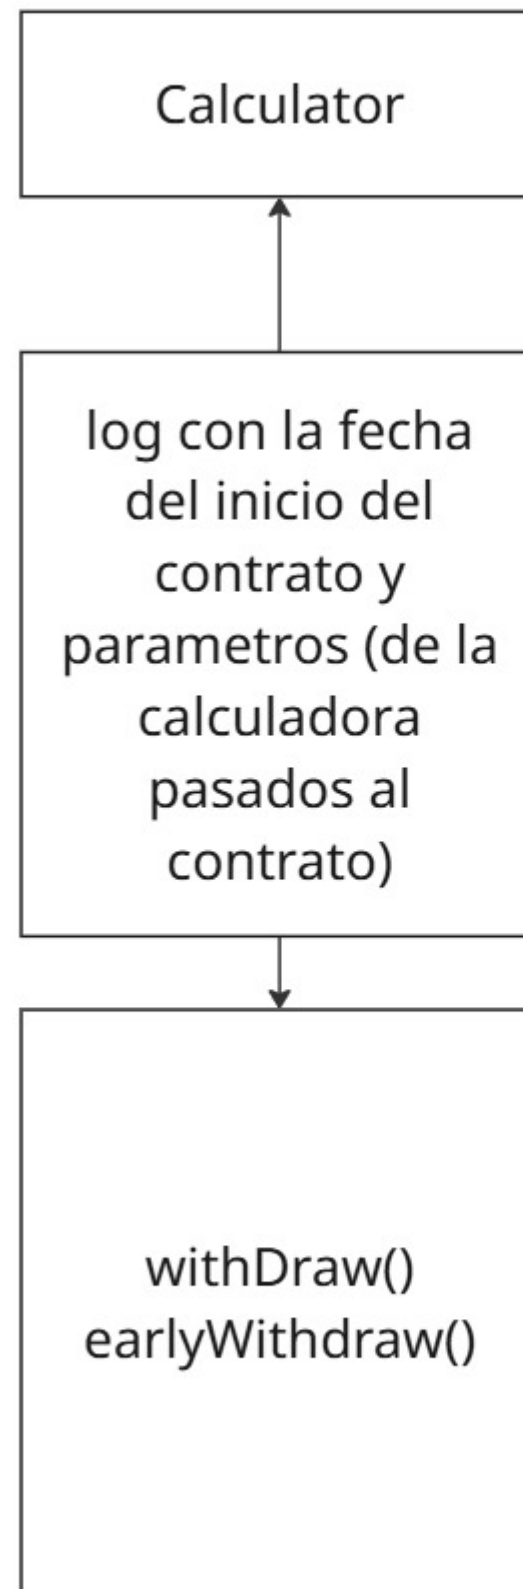 Calculator
log con la fecha
del inicio del
contrato y
parametros (de la
calculadora
pasados al
contrato)
withDraw()
earlyWithdraw()